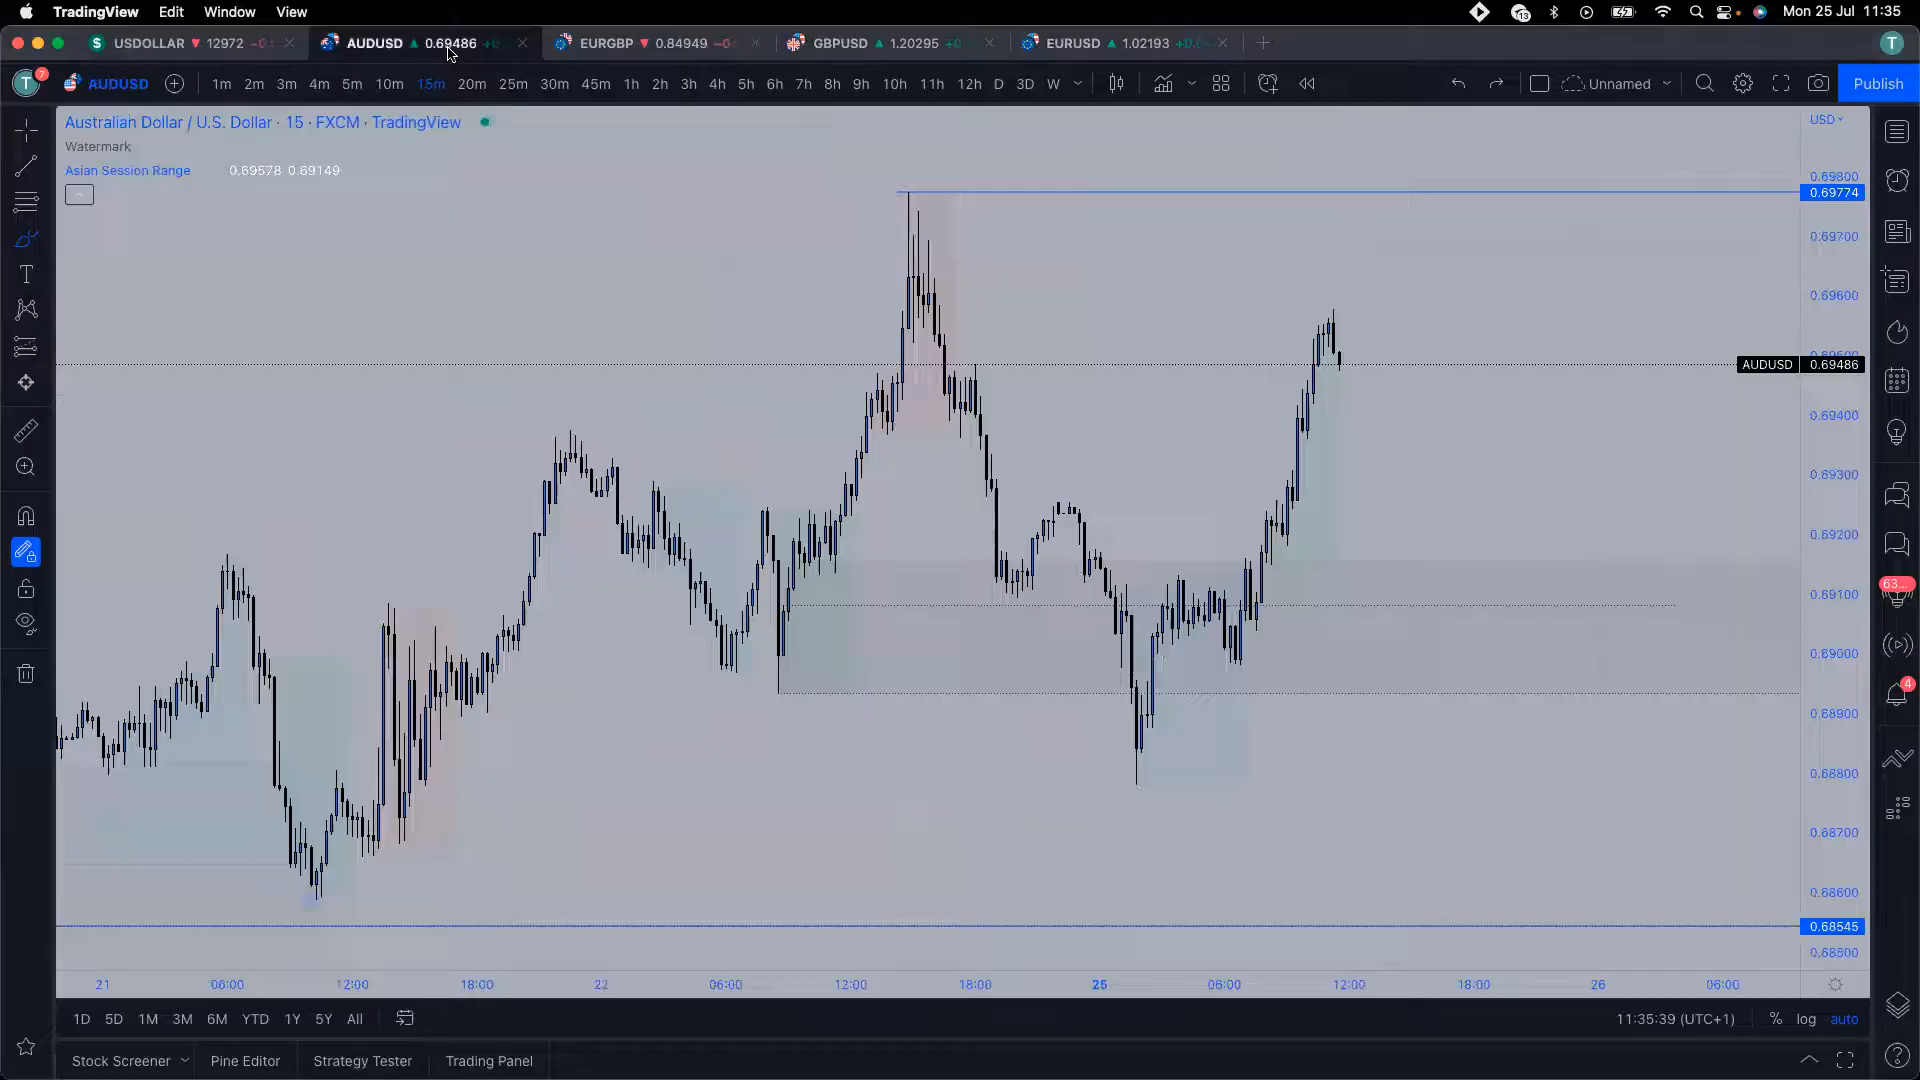 TradingView Edit Window View 13 Mon 25 Jul 11:35
S USDOLLAR 12972 AUDUSD 0.69486 EURGBP 0.84949 GBPUSD 1.20295 EURUSD 1.02193 T
T 7 AUDUSD 1m 2m 3m 4m 5m 10m 15m 20m 25m 30m 45m 1h 2h 3h 4h 5h 6h 7h 8h 9h 10h 11h 12h D 3D W Unnamed Publish
Australian Dollar / U.S. Dollar · 15 · FXCM · TradingView
USD
Watermark
Asian Session Range 0.69578 0.69149
0.69800
0.69774
0.69700
0.69600
AUDUSD 0.69486
0.69400
0.69300
0.69200
0.69100
0.69000
0.68900
0.68800
0.68700
0.68600
0.68545
0.68500
63...
4
21 06:00 12:00 18:00 22 06:00 12:00 18:00 25 06:00 12:00 18:00 26 06:00
1D 5D 1M 3M 6M YTD 1Y 5Y All 11:35:39 (UTC+1) % log auto
Stock Screener Pine Editor Strategy Tester Trading Panel